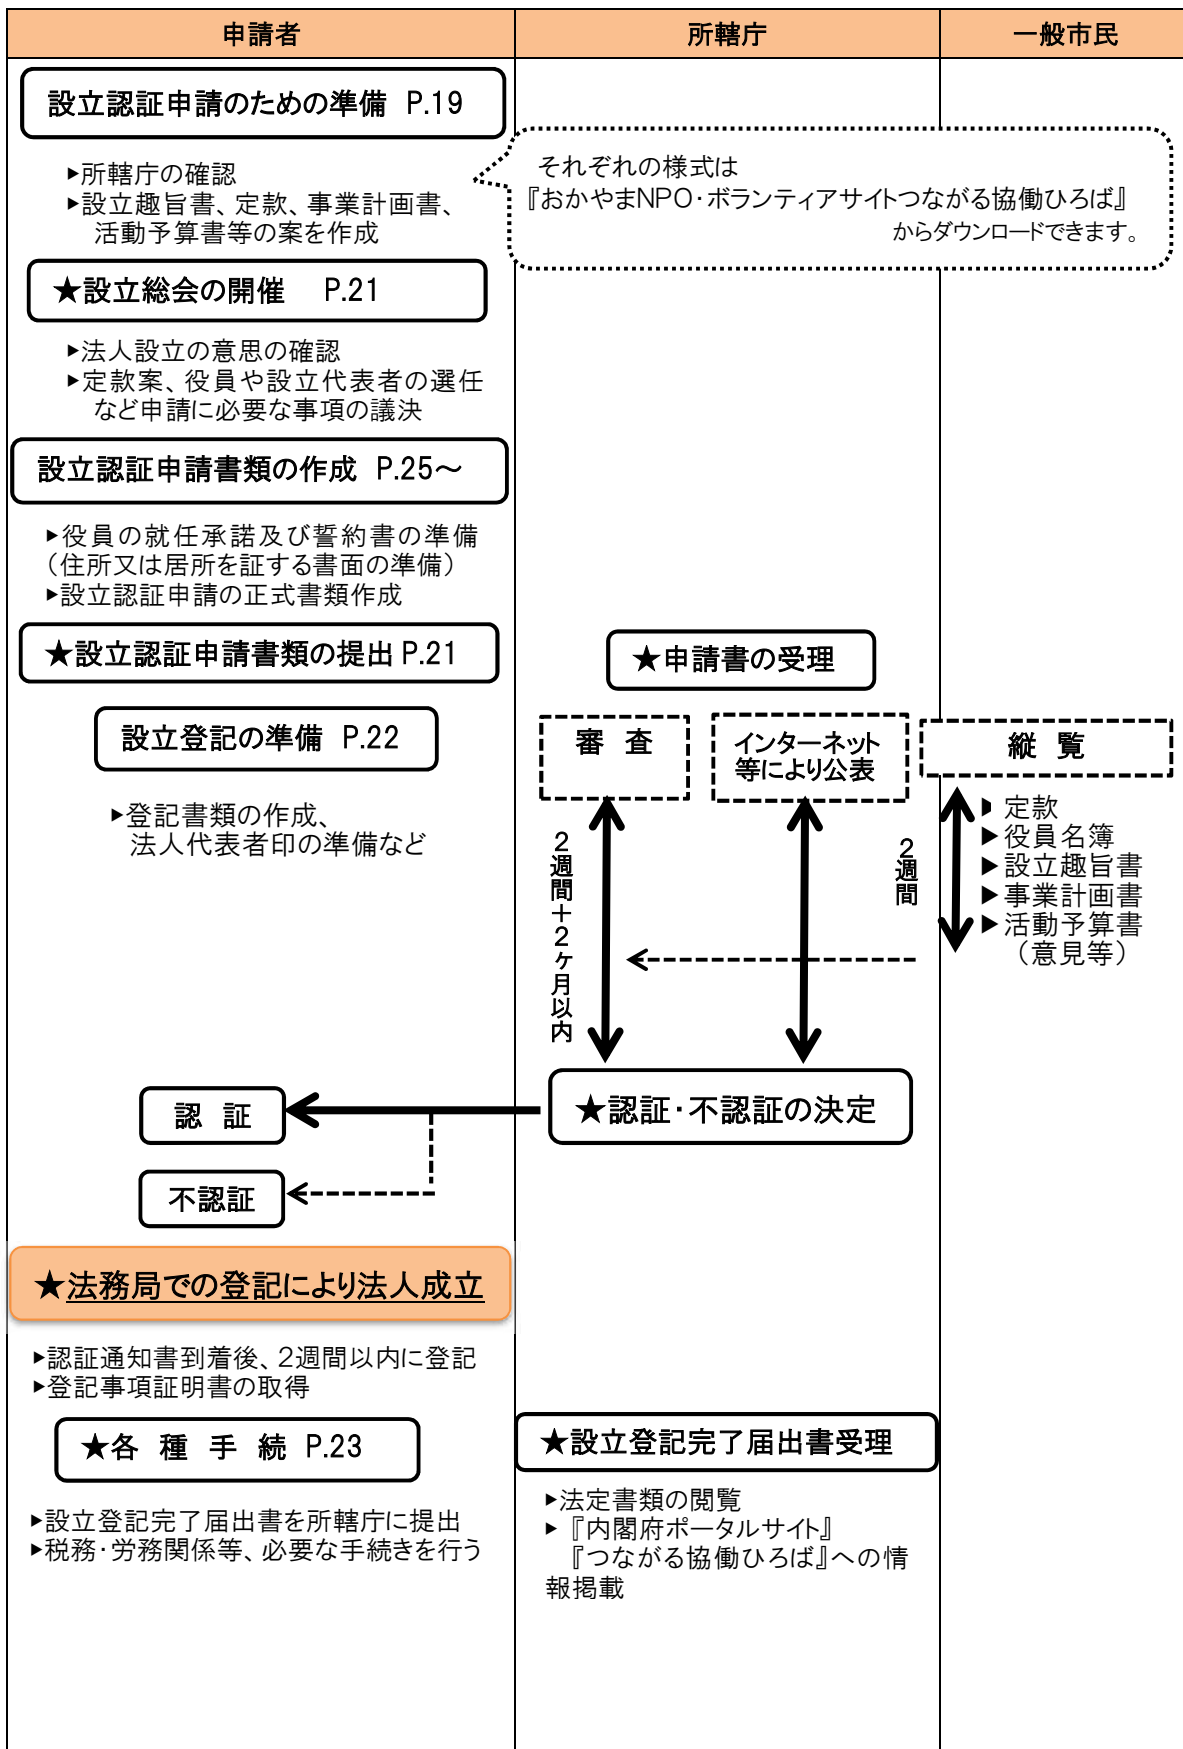 申請者
所轄庁
一般市民
設立認証申請のための準備 P.19
▶所轄庁の確認
▶設立趣旨書、定款、事業計画書、
活動予算書等の案を作成
それぞれの様式は
『おかやまNPO・ボランティアサイトつながる協働ひろば』
からダウンロードできます。
★設立総会の開催 P.21
▶法人設立の意思の確認
▶定款案、役員や設立代表者の選任
など申請に必要な事項の議決
設立認証申請書類の作成 P.25～
▶役員の就任承諾及び誓約書の準備
（住所又は居所を証する書面の準備）
▶設立認証申請の正式書類作成
★設立認証申請書類の提出 P.21
★申請書の受理
設立登記の準備 P.22
▶登記書類の作成、
法人代表者印の準備など
審 査
インターネット
等により公表
縦 覧
2週間＋2ヶ月以内
2週間
▶定款
▶役員名簿
▶設立趣旨書
▶事業計画書
▶活動予算書
（意見等）
★認証・不認証の決定
認 証
不認証
★法務局での登記により法人成立
▶認証通知書到着後、2週間以内に登記
▶登記事項証明書の取得
★各 種 手 続 P.23
▶設立登記完了届出書を所轄庁に提出
▶税務・労務関係等、必要な手続きを行う
★設立登記完了届出書受理
▶法定書類の閲覧
▶『内閣府ポータルサイト』
『つながる協働ひろば』への情
報掲載